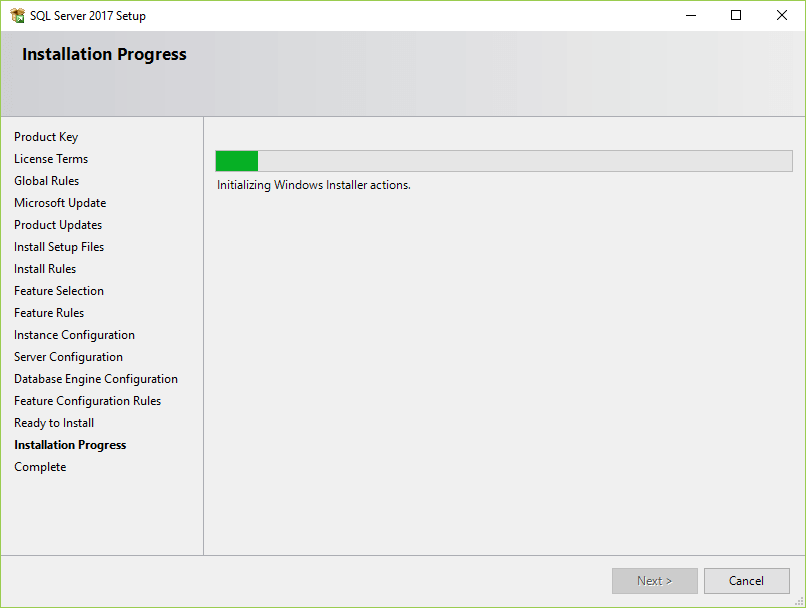 SQL Server 2017 Setup
Installation Progress
Product Key
License Terms
Global Rules
Microsoft Update
Product Updates
Install Setup Files
Install Rules
Feature Selection
Feature Rules
Instance Configuration
Server Configuration
Database Engine Configuration
Feature Configuration Rules
Ready to Install
Installation Progress
Complete
Initializing Windows Installer actions.
Next >
Cancel